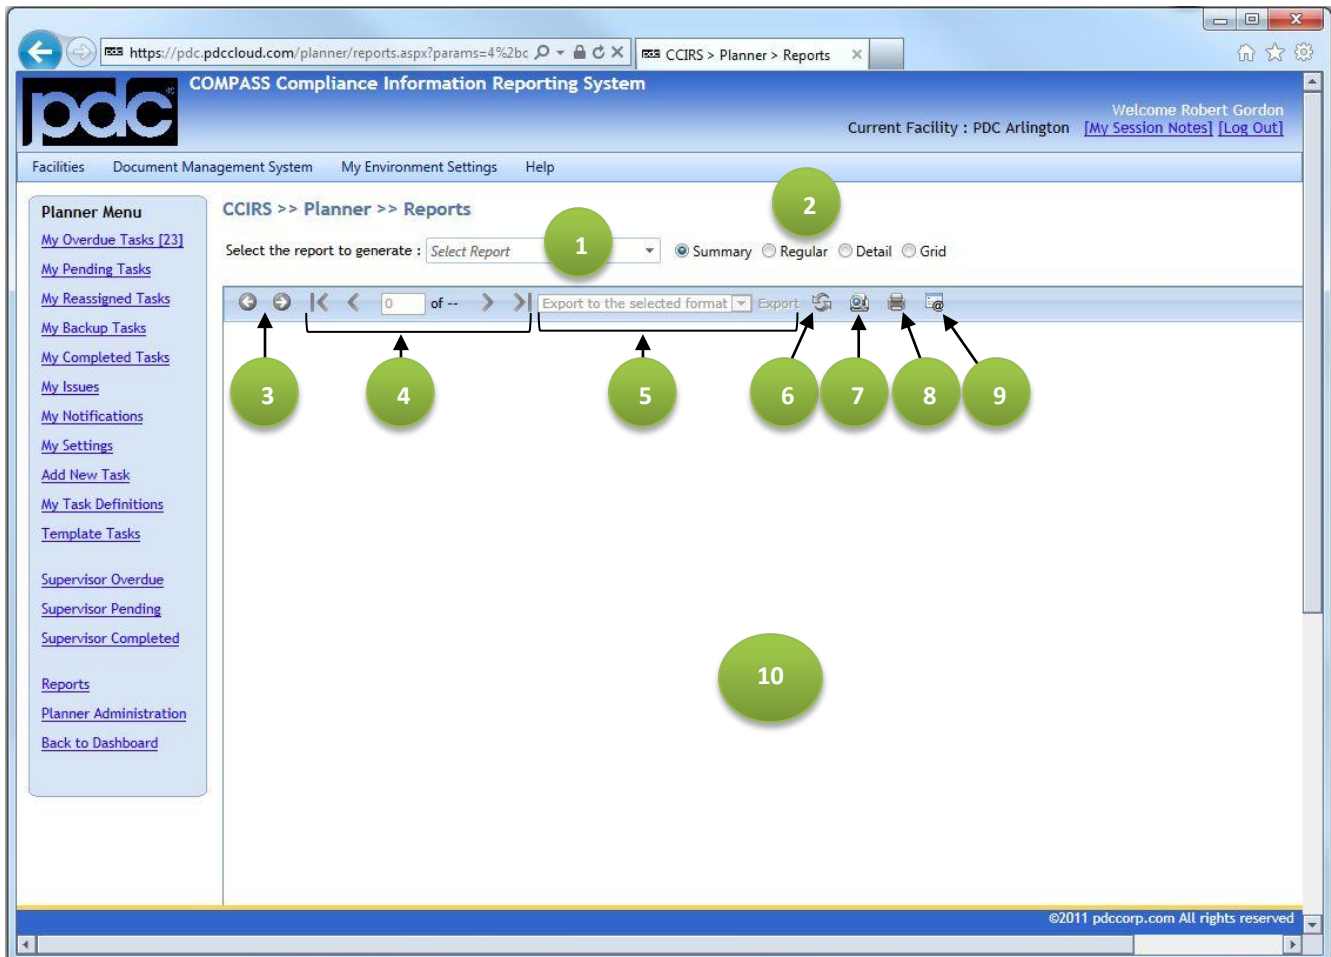 https://pdc.pdccloud.com/planner/reports.aspx?params=4%2bc
CCIRS > Planner > Reports
pdc®
COMPASS Compliance Information Reporting System
Welcome Robert Gordon
Current Facility : PDC Arlington [My Session Notes] [Log Out]
Facilities Document Management System My Environment Settings Help
Planner Menu
My Overdue Tasks [23]
My Pending Tasks
My Reassigned Tasks
My Backup Tasks
My Completed Tasks
My Issues
My Notifications
My Settings
Add New Task
My Task Definitions
Template Tasks
Supervisor Overdue
Supervisor Pending
Supervisor Completed
Reports
Planner Administration
Back to Dashboard
CCIRS >> Planner >> Reports
2
Select the report to generate : Select Report 1 Summary Regular Detail Grid
0 of -- Export to the selected format Export
3 4 5 6 7 8 9
10
©2011 pdccorp.com All rights reserved